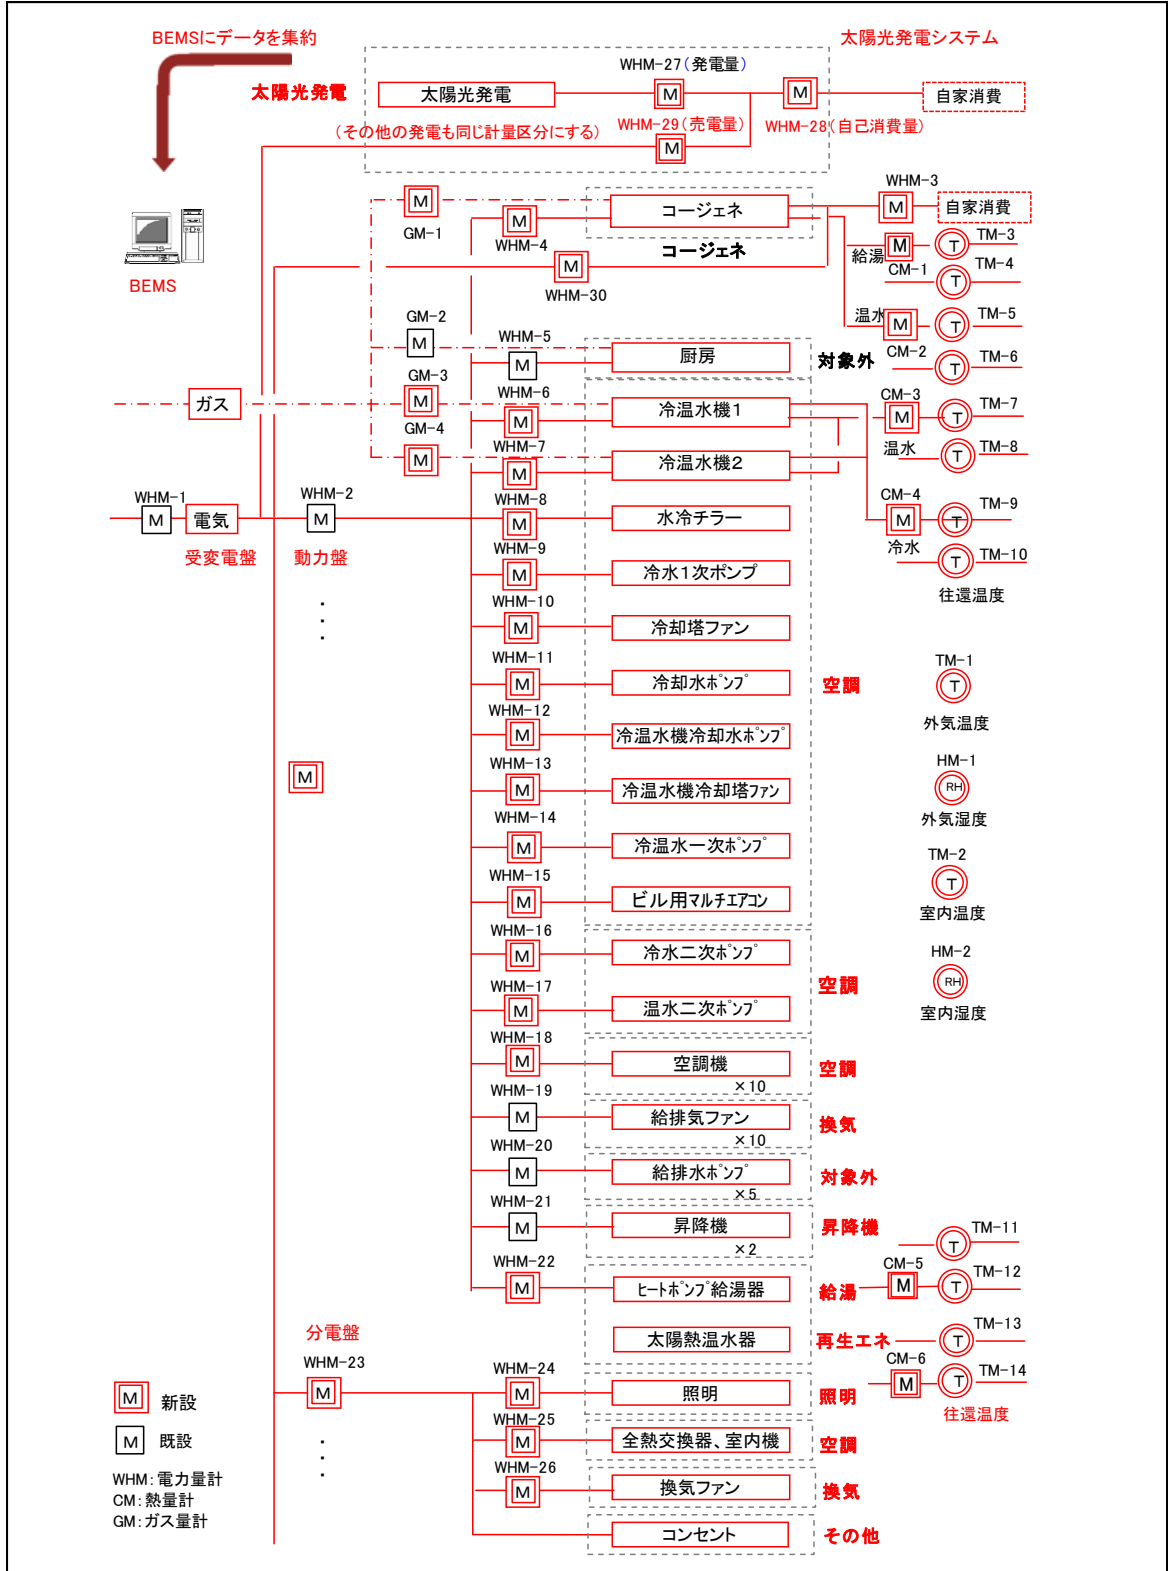 BEMSにデータを集約
太陽光発電システム
WHM-27(発電量)
太陽光発電
太陽光発電
M
M
自家消費
(その他の発電も同じ計量区分にする)
WHM-29(売電量)
WHM-28(自己消費量)
M
WHM-3
M
GM-1
M
WHM-4
コージェネ
M
自家消費
コージェネ
給湯
M
T
TM-3
CM-1
T
TM-4
BEMS
M
WHM-30
温水
M
T
TM-5
GM-2
M
WHM-5
M
厨房
対象外
CM-2
T
TM-6
GM-3
M
WHM-6
M
ガス
冷温水機1
CM-3
M
T
TM-7
GM-4
M
WHM-7
M
冷温水機2
温水
T
TM-8
WHM-1
M
電気
WHM-2
M
WHM-8
M
水冷チラー
CM-4
M
T
TM-9
受変電盤
動力盤
WHM-9
M
冷水1次ポンプ
冷水
T
TM-10
往還温度
WHM-10
M
冷却塔ファン
WHM-11
M
冷却水ポンプ
空調
TM-1
T
外気温度
WHM-12
M
冷温水機冷却水ポンプ
M
WHM-13
M
冷温水機冷却塔ファン
HM-1
RH
外気湿度
WHM-14
M
冷温水一次ポンプ
TM-2
T
室内温度
WHM-15
M
ビル用マルチエアコン
WHM-16
M
冷水二次ポンプ
空調
HM-2
RH
室内湿度
WHM-17
M
温水二次ポンプ
WHM-18
M
空調機
×10
空調
WHM-19
M
給排気ファン
×10
換気
WHM-20
M
給排水ポンプ
×5
対象外
WHM-21
M
昇降機
×2
昇降機
T
TM-11
WHM-22
M
ヒートポンプ給湯器
給湯
CM-5
M
T
TM-12
分電盤
太陽熱温水器
再生エネ
T
TM-13
WHM-23
M
WHM-24
M
照明
照明
CM-6
M
T
TM-14
往還温度
M 新設
WHM-25
M
全熱交換器、室内機
空調
M 既設
WHM-26
M
換気ファン
換気
WHM:電力量計
CM:熱量計
GM:ガス量計
コンセント
その他